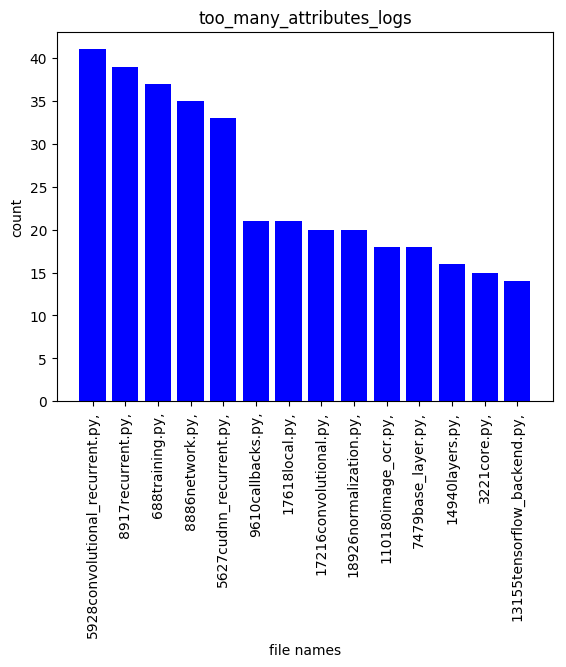 too_many_attributes_logs
count
40
35
30
25
20
15
10
5
0
5928convolutional_recurrent.py,
8917recurrent.py,
688training.py,
8886network.py,
5627cudnn_recurrent.py,
9610callbacks.py,
17618local.py,
17216convolutional.py,
18926normalization.py,
110180image_ocr.py,
7479base_layer.py,
14940layers.py,
3221core.py,
13155tensorflow_backend.py,
file names